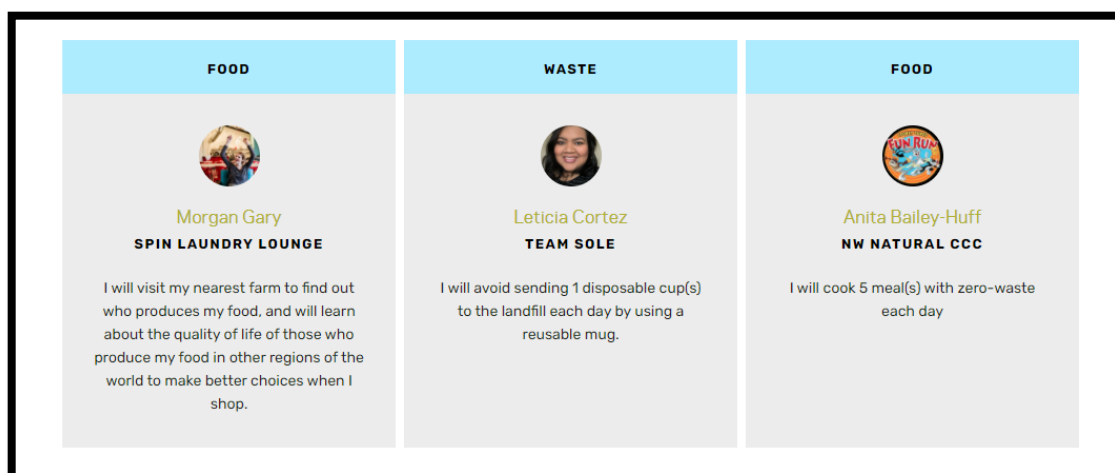 FOOD
Morgan Gary
SPIN LAUNDRY LOUNGE
I will visit my nearest farm to find out
who produces my food, and will learn
about the quality of life of those who
produce my food in other regions of the
world to make better choices when I
shop.
WASTE
Leticia Cortez
TEAM SOLE
I will avoid sending 1 disposable cup(s)
to the landfill each day by using a
reusable mug.
FOOD
FUN RUN
Anita Bailey-Huff
NW NATURAL CCC
I will cook 5 meal(s) with zero-waste
each day